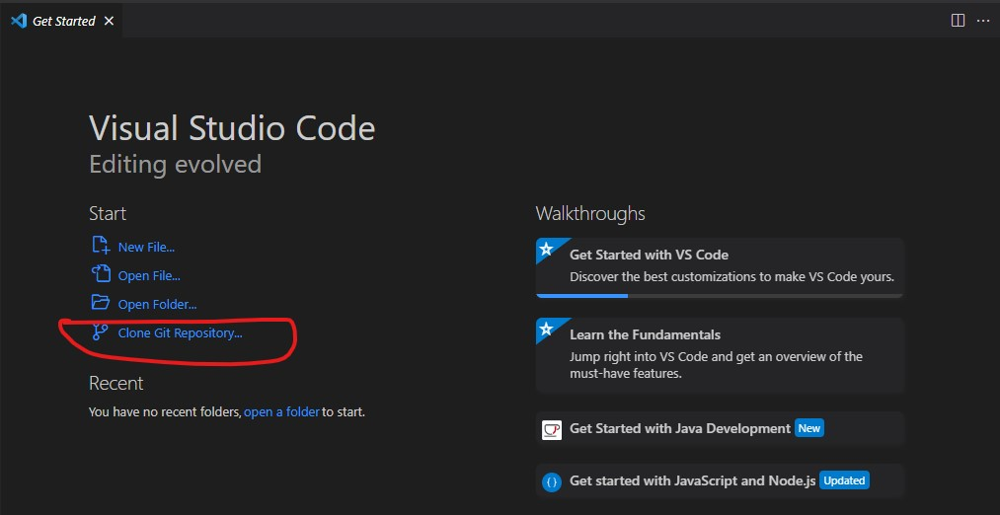 Get Started
Visual Studio Code
Editing evolved
Start
New File...
Open File...
Open Folder...
Clone Git Repository...
Recent
You have no recent folders, open a folder to start.
Walkthroughs
Get Started with VS Code
Discover the best customizations to make VS Code yours.
Learn the Fundamentals
Jump right into VS Code and get an overview of the
must-have features.
Get Started with Java Development New
Get started with JavaScript and Node.js Updated